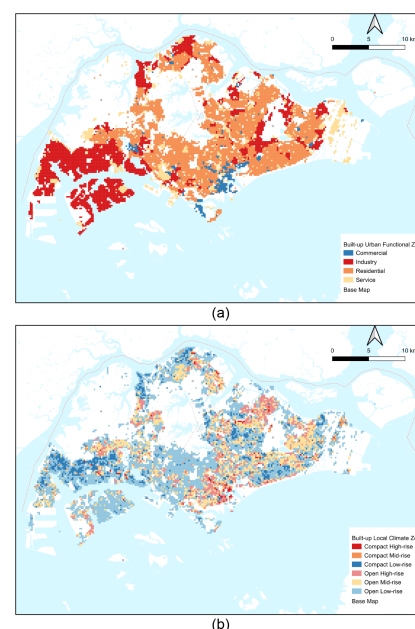 0 5 10 km
Built-up Urban Functional Z
Commercial
Industry
Residential
Service
Base Map
(a)
0 5 10 k
Built-up Local Climate Zo
Compact High-rise
Compact Mid-rise
Compact Low-rise
Open High-rise
Open Mid-rise
Open Low-rise
Base Map
(b)